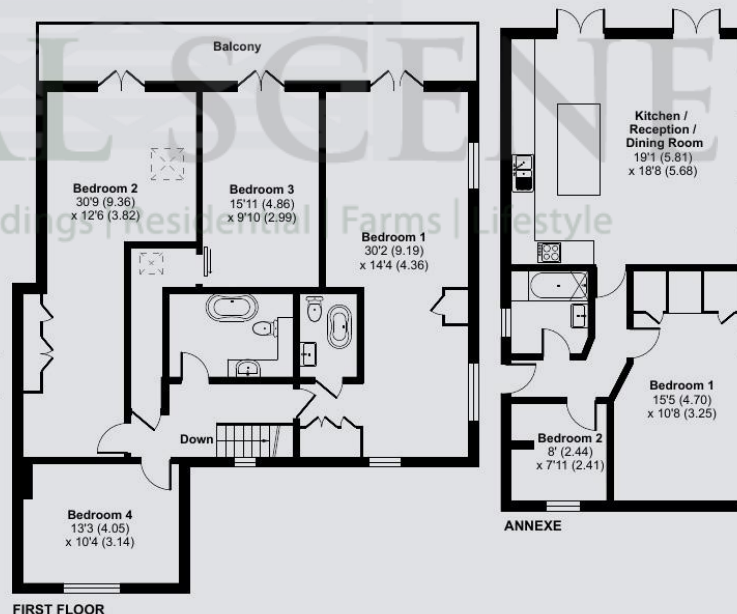 Balcony
AL SCENE
Bedroom 2
30'9 (9.36)
x 12'6 (3.82)
Bedroom 3
15'11 (4.86)
x 9'10 (2.99)
Bedroom 1
30'2 (9.19)
x 14'4 (4.36)
dings | Residential | Farms | Lifestyle
Down
Bedroom 4
13'3 (4.05)
x 10'4 (3.14)
FIRST FLOOR
Kitchen /
Reception /
Dining Room
19'1 (5.81)
x 18'8 (5.68)
Bedroom 1
15'5 (4.70)
x 10'8 (3.25)
Bedroom 2
8' (2.44)
x 7'11 (2.41)
ANNEXE